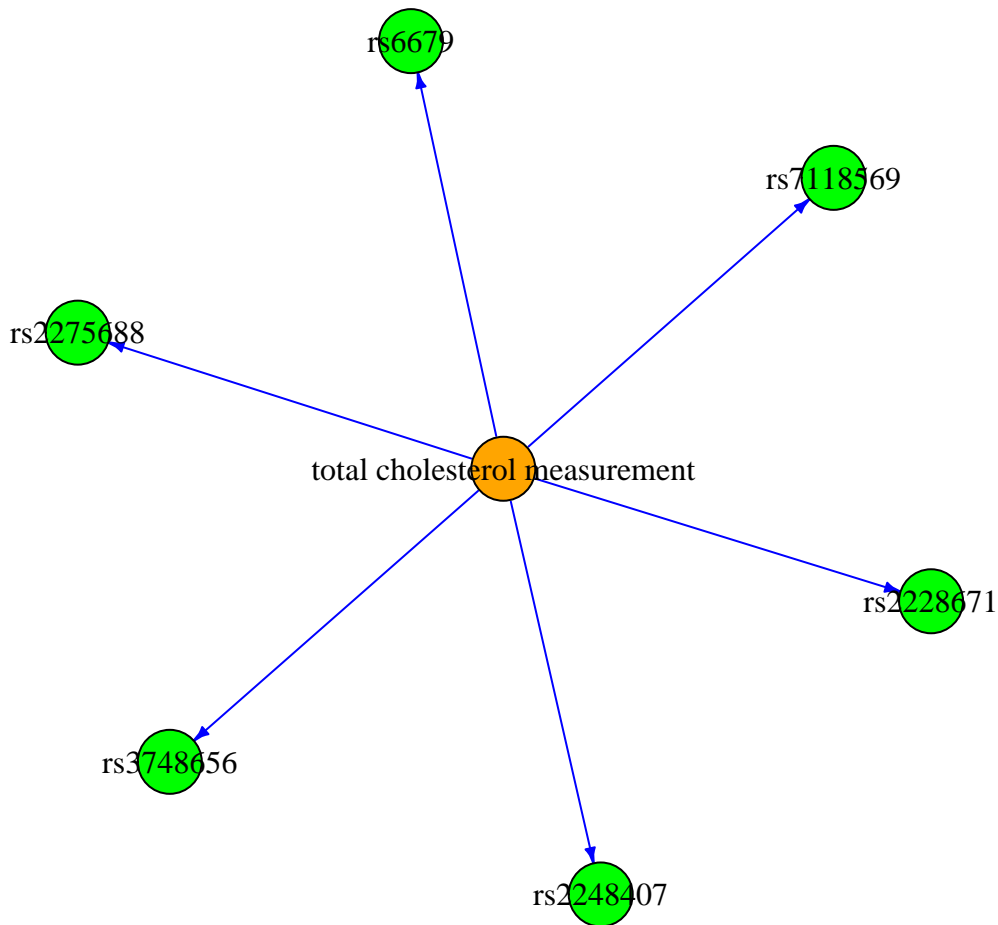 rs6679
rs7118569
rs2275688
total cholesterol measurement
rs2228671
rs3748656
rs2248407